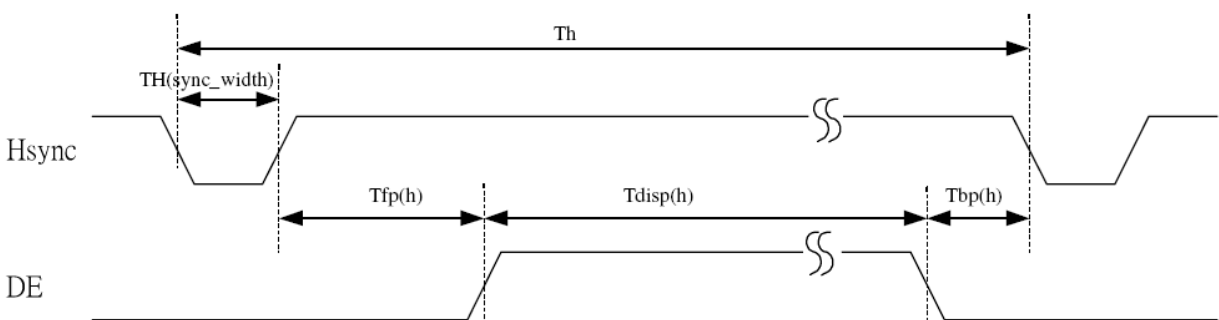 Th
TH(sync_width)
Hsync
Tfp(h)
Tdisp(h)
Tbp(h)
DE